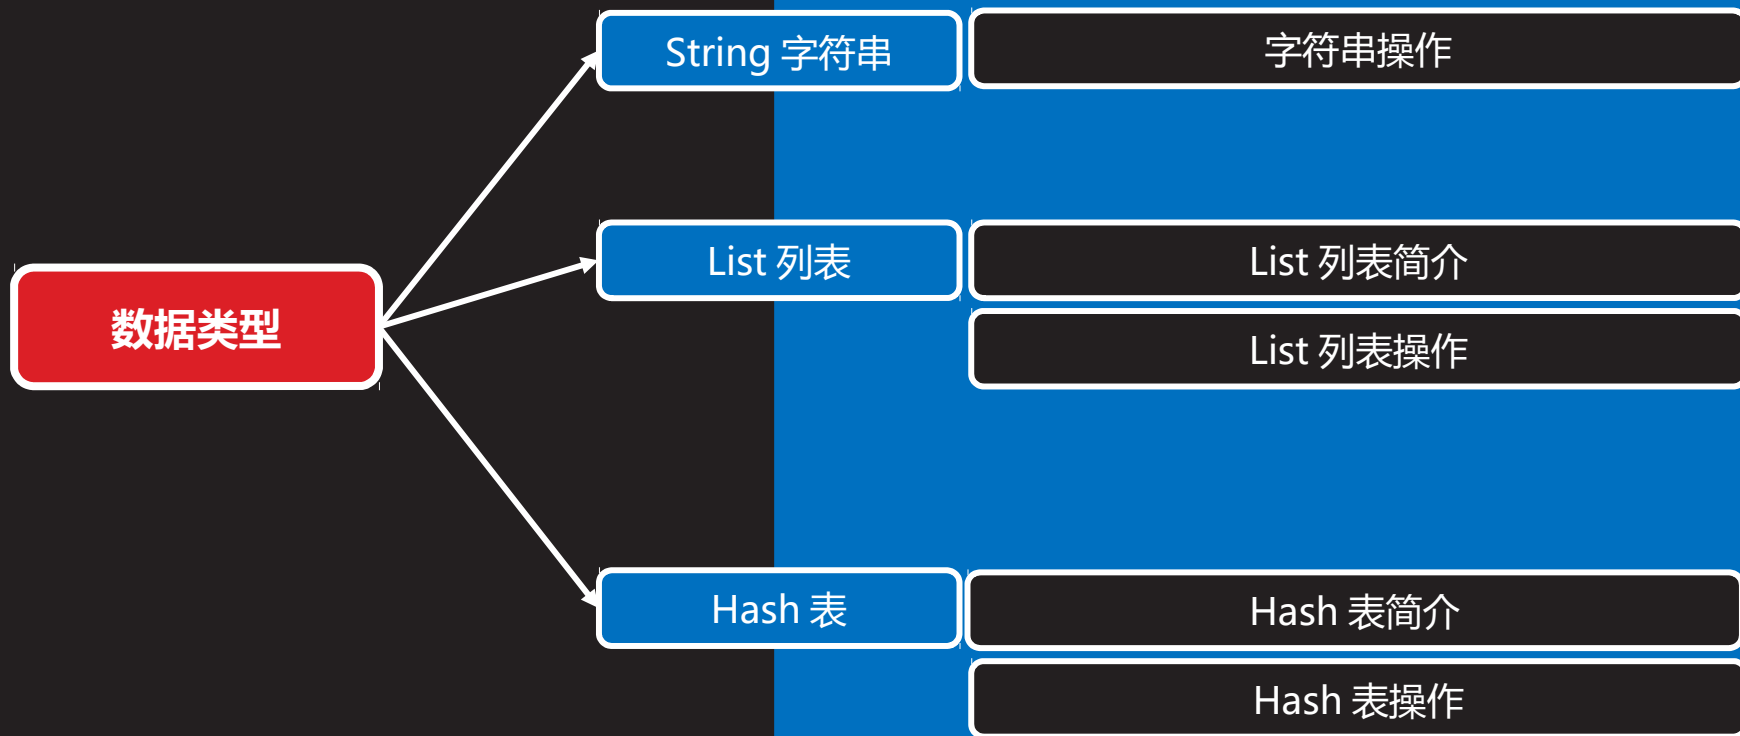 String 字符串
字符串操作
List 列表
List 列表简介
数据类型
List 列表操作
Hash 表
Hash 表简介
Hash 表操作